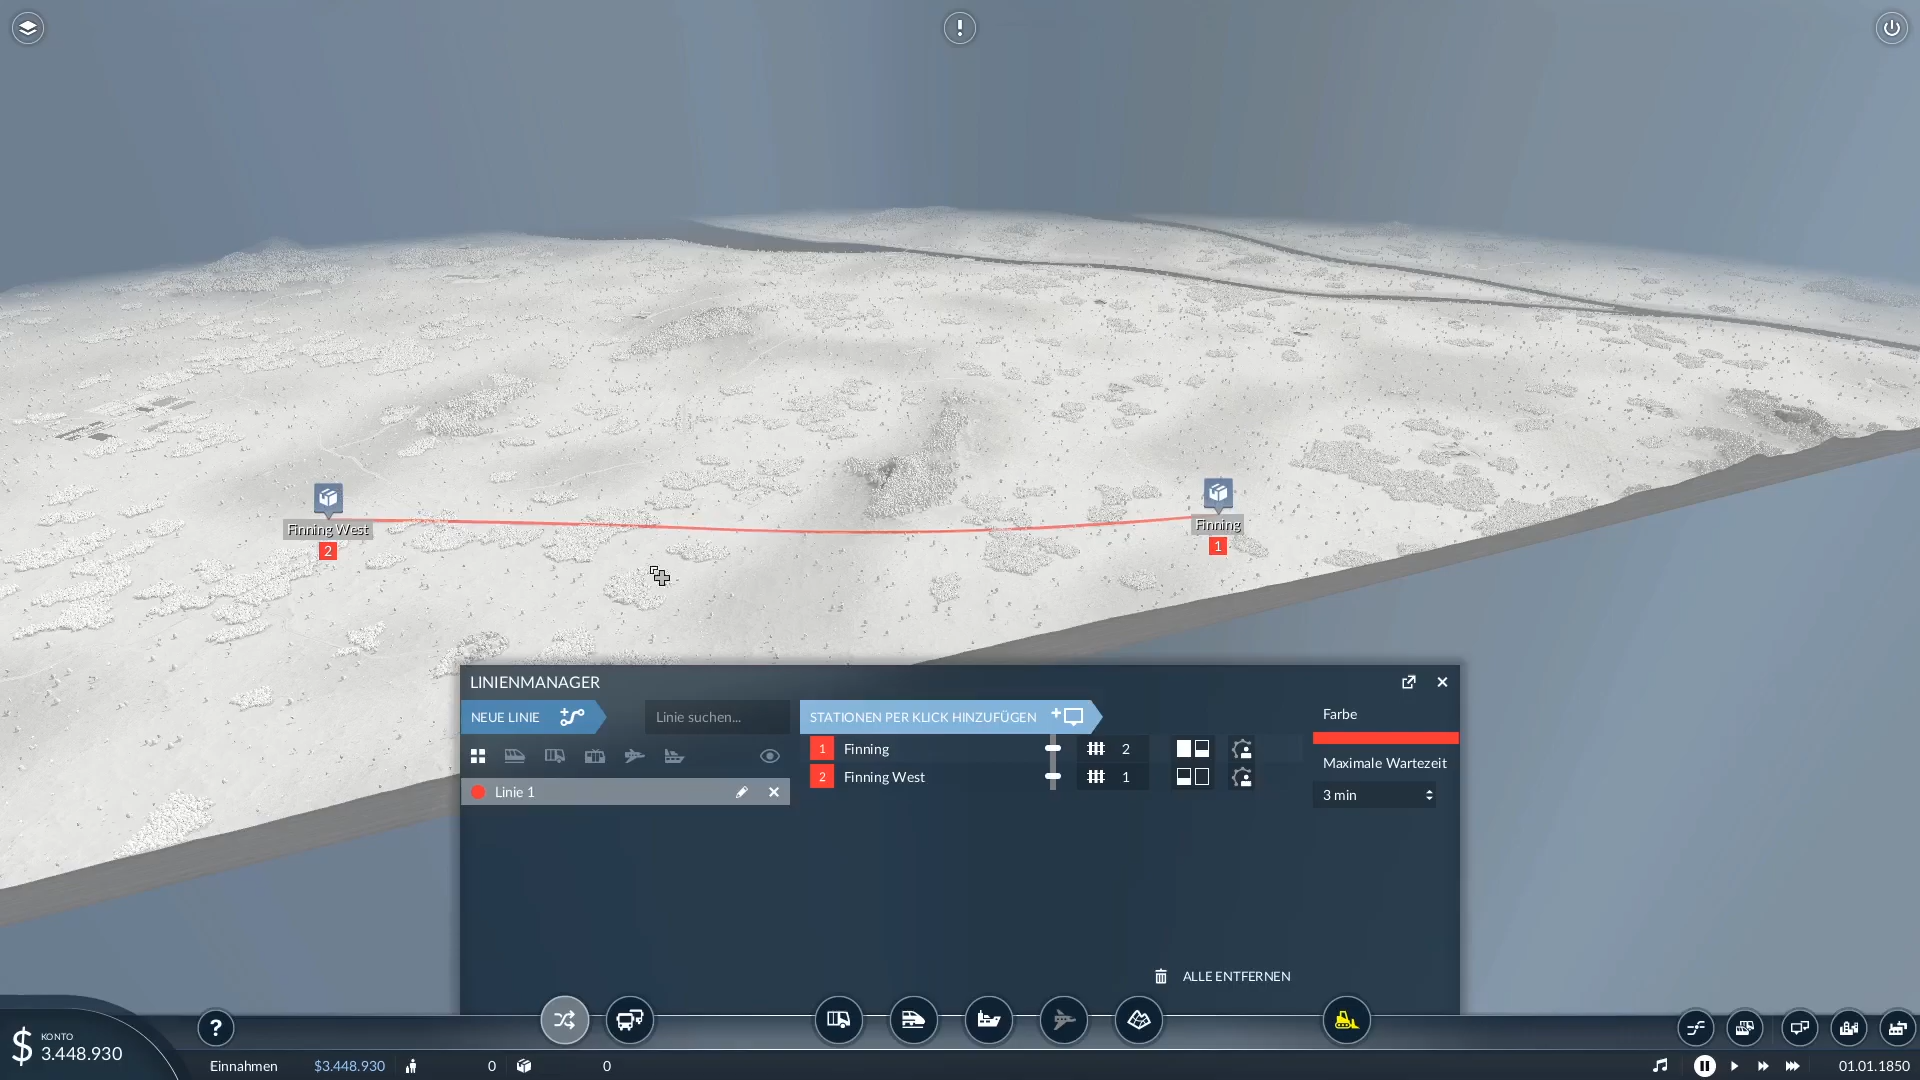 Finning West
2
Finning
1
LINIENMANAGER
NEUE LINIE
Linie suchen...
STATIONEN PER KLICK HINZUFÜGEN
Farbe
1 Finning 2
2 Finning West 1
Maximale Wartezeit
3 min
Linie 1
ALLE ENTFERNEN
?
$ KONTO
3.448.930
Einnahmen $3.448.930 0 0
01.01.1850